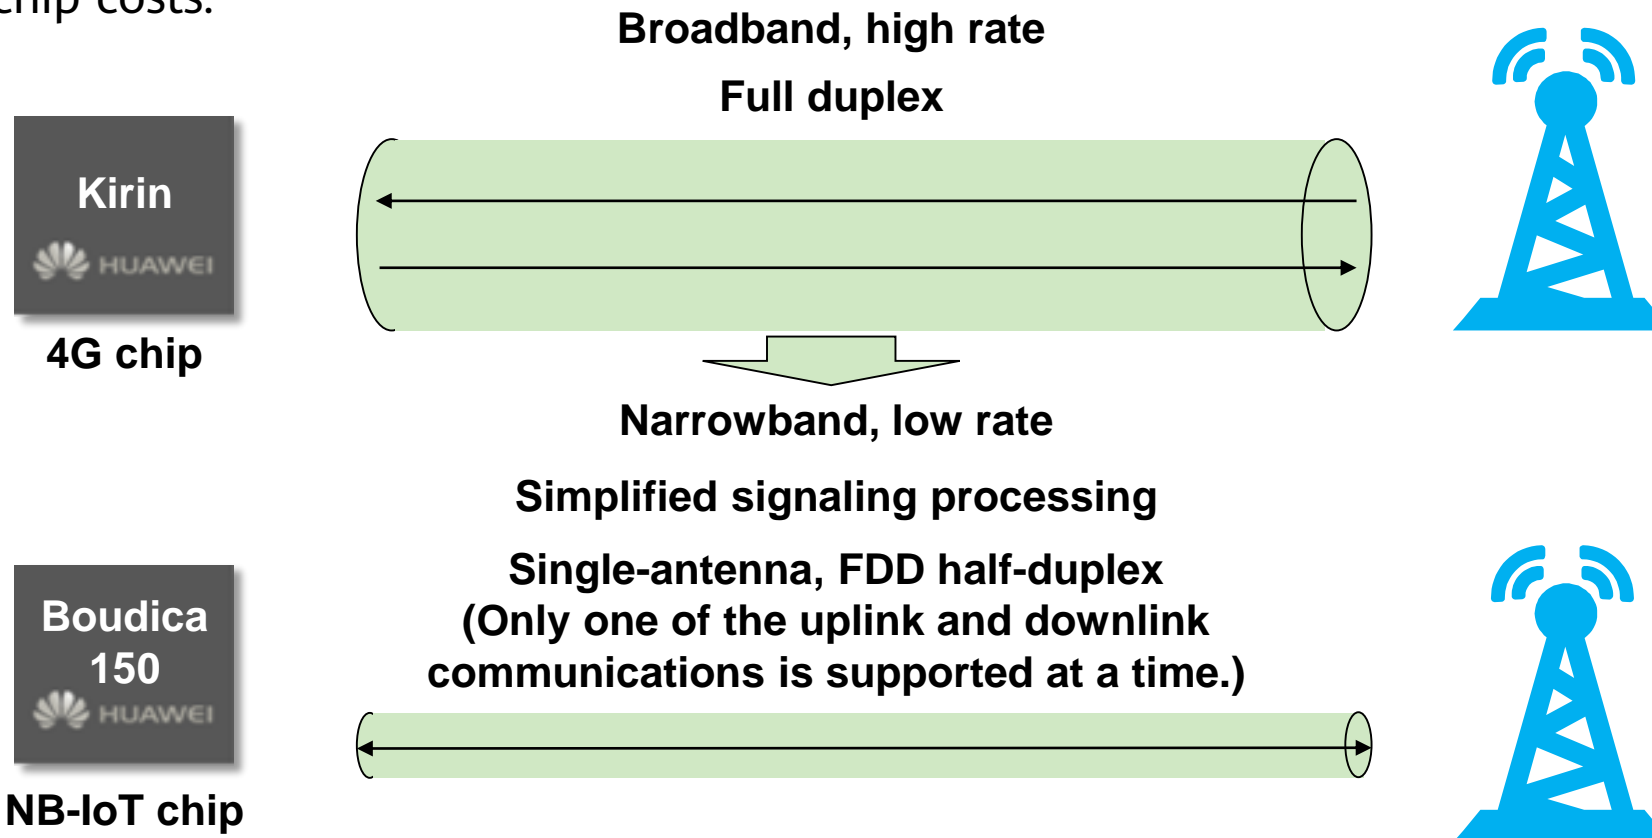 chip costs.
Broadband, high rate
Full duplex
Kirin
HUAWEI
4G chip
Narrowband, low rate
Simplified signaling processing
Single-antenna, FDD half-duplex
(Only one of the uplink and downlink
communications is supported at a time.)
Boudica
150
HUAWEI
NB-IoT chip